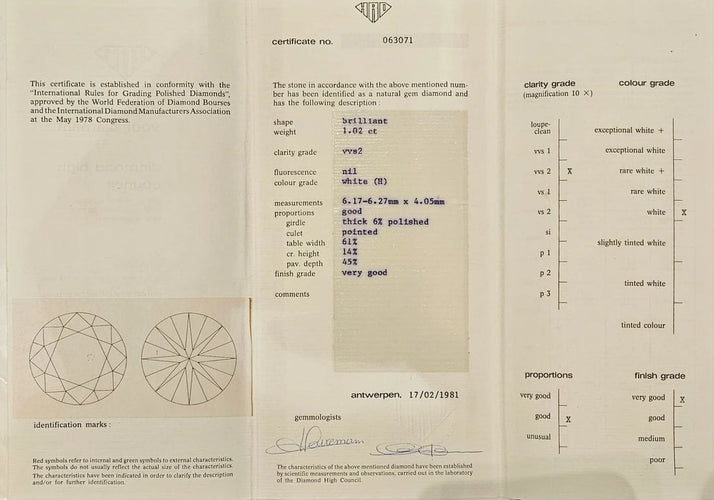 HRD
certificate no. 063071
This certificate is established in conformity with the
"International Rules for Grading Polished Diamonds",
approved by the World Federation of Diamond Bourses
and the International Diamond Manufacturers Association
at the May 1978 Congress.
identification marks :
Red symbols refer to internal and green symbols to external characteristics.
The symbols do not usually reflect the actual size of the characteristics.
The characteristics have been indicated in order to clarify the description
and/or for further identification.
The stone in accordance with the above mentioned num-
ber has been identified as a natural gem diamond and
has the following description :
shape brilliant
weight 1.02 ct
clarity grade vvs2
fluorescence nil
colour grade white (H)
measurements 6.17-6.27mm x 4.05mm
proportions good
girdle thick 6% polished
culet pointed
table width 61%
cr. height 14%
pav. depth 45%
finish grade very good
comments
antwerpen, 17/02/1981
gemmologists
The characteristics of the above mentioned diamond have been established
by scientific measurements and observations, carried out in the laboratory
of the Diamond High Council.
clarity grade
(magnification 10 ×)
loupe-
clean
vvs 1
vvs 2 X
vs 1
vs 2
si
p 1
p 2
p 3
colour grade
exceptional white +
exceptional white
rare white +
rare white
white X
slightly tinted white
tinted white
tinted colour
proportions
very good
good X
unusual
finish grade
very good X
good
medium
poor